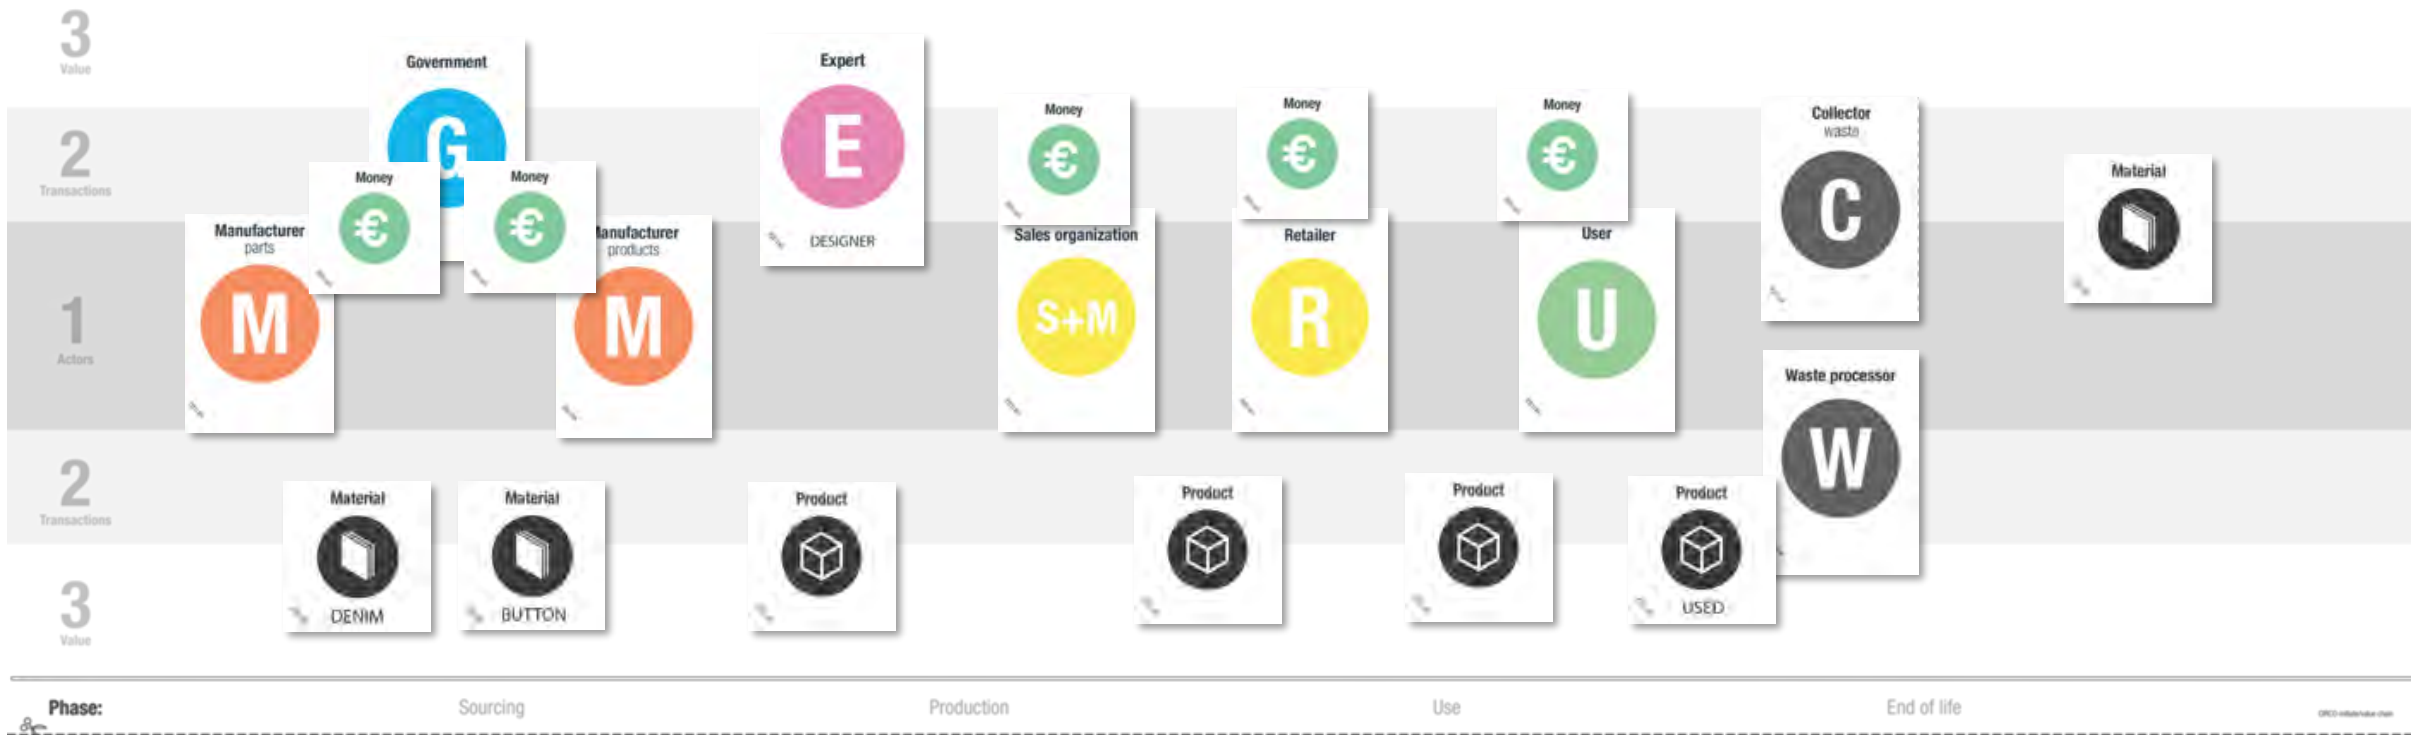 3
Value
2
Transactions
1
Actors
2
Transactions
3
Value
Government
G
Money
€
Money
€
Manufacturer
parts
M
Manufacturer
products
M
Expert
E
DESIGNER
Money
€
Sales organization
S+M
Money
€
Retailer
R
Money
€
User
U
Collector
waste
C
Material
Waste processor
W
Material
DENIM
Material
BUTTON
Product
Product
Product
Product
USED
Phase:
Sourcing
Production
Use
End of life